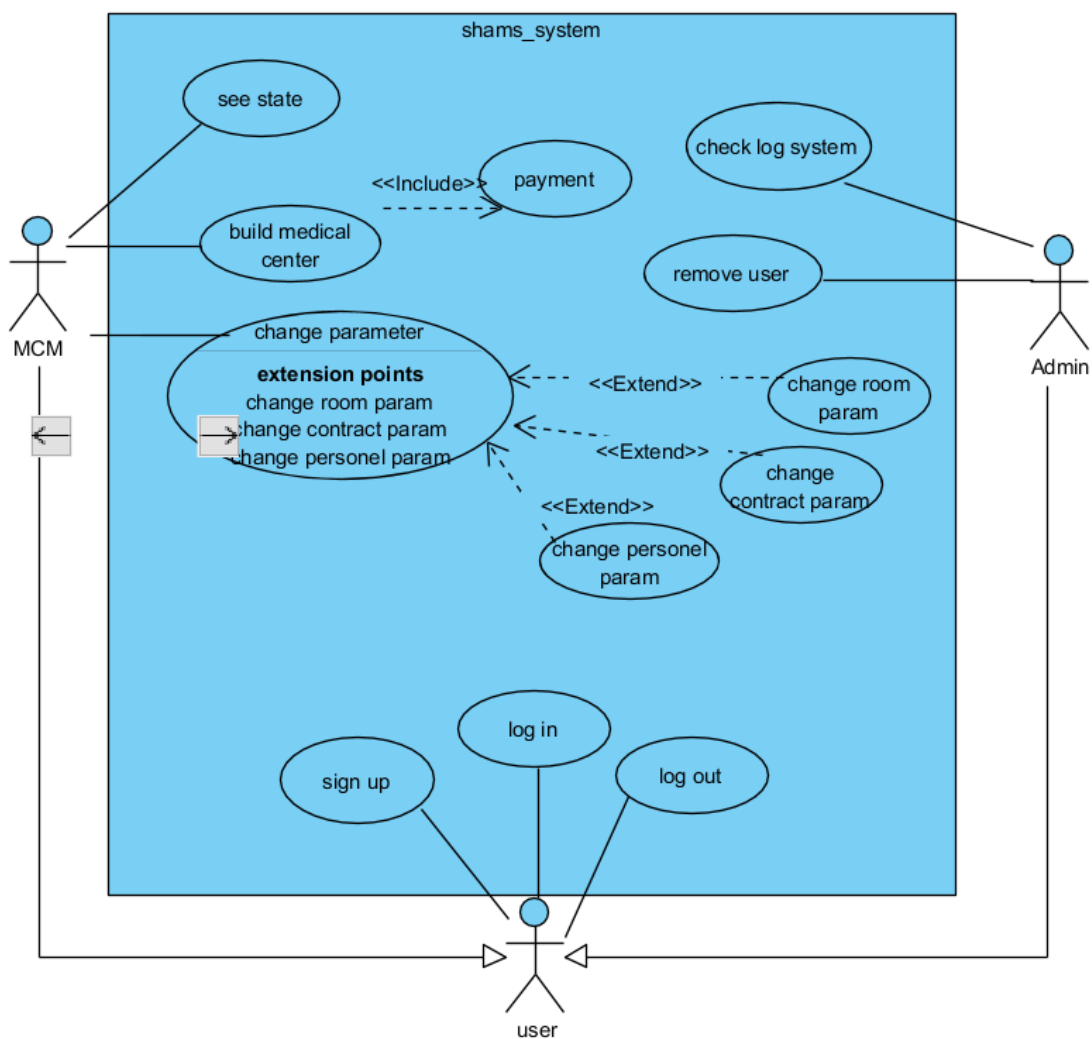 shams_system
see state
check log system
<<Include>>
payment
build medical
center
remove user
MCM
change parameter
extension points
change room param
change contract param
change personel param
Admin
<<Extend>>
change room
param
<<Extend>>
change
contract param
<<Extend>>
change personel
param
log in
sign up
log out
user